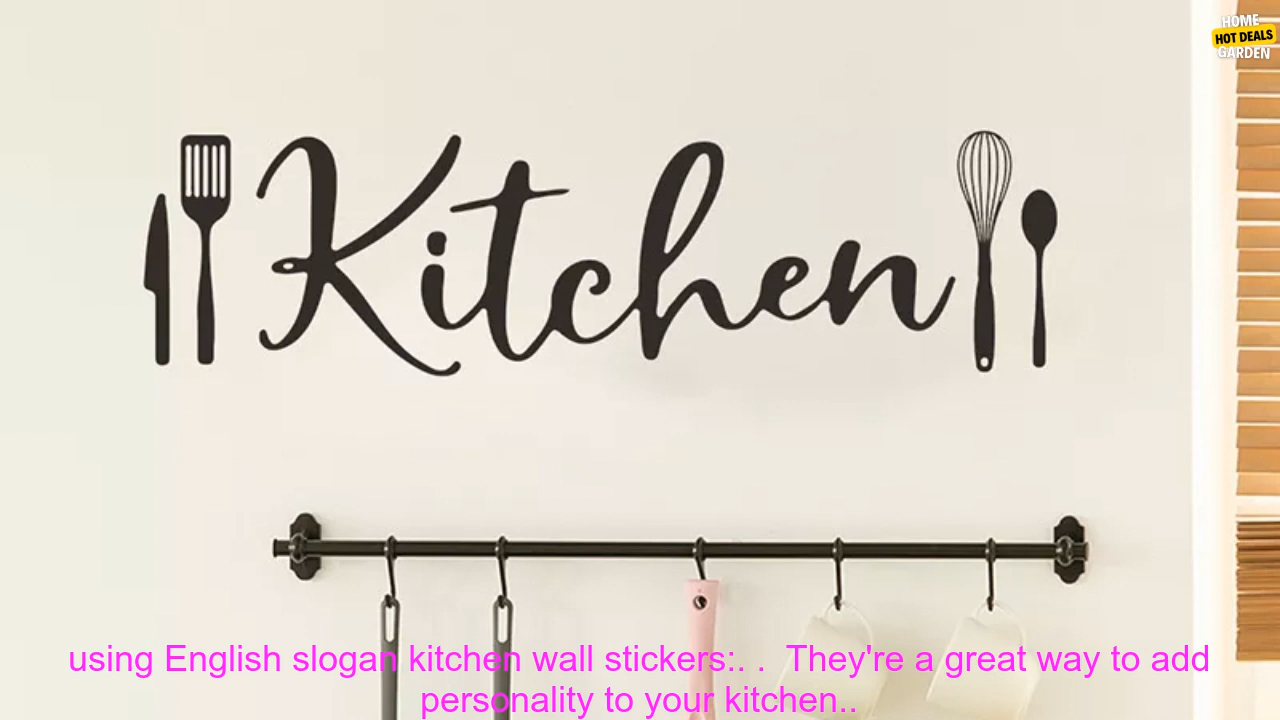 HOME
HOT DEALS
GARDEN
Kitchen
using English slogan kitchen wall stickers:. .  They're a great way to add
personality to your kitchen..